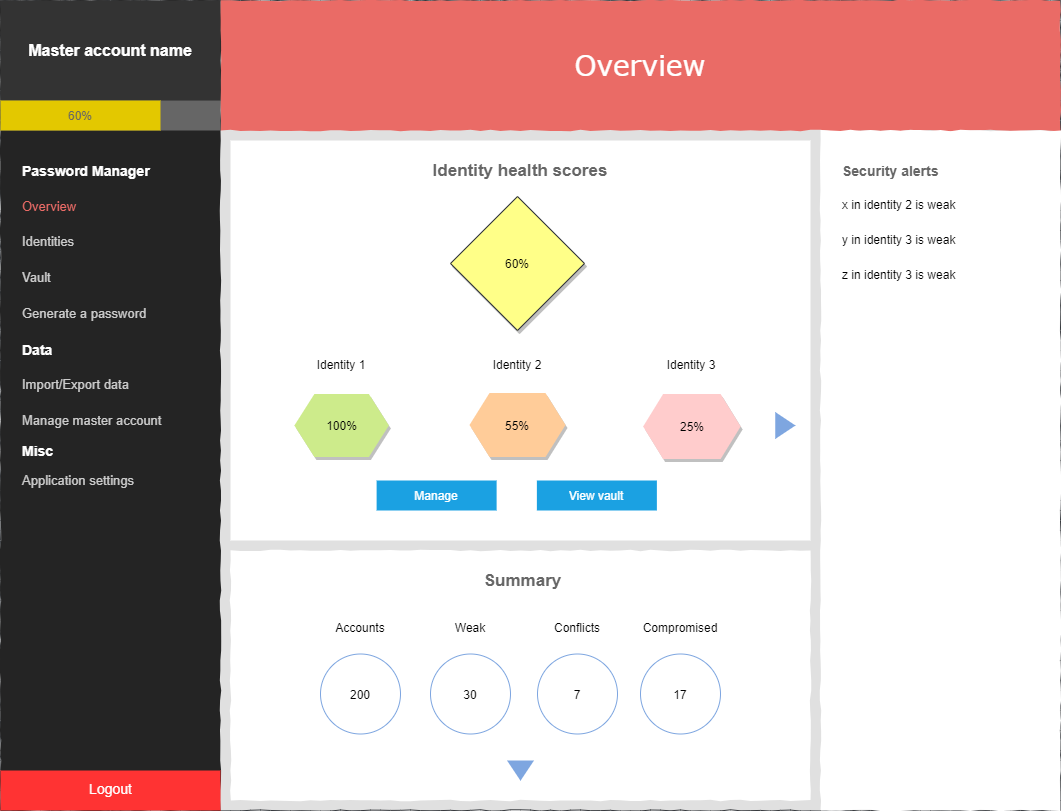 Master account name
60%
Password Manager
Overview
Identities
Vault
Generate a password
Data
Import/Export data
Manage master account
Misc
Application settings
Logout
Overview
Identity health scores
60%
Identity 1 Identity 2 Identity 3
100% 55% 25%
Manage View vault
Summary
Accounts Weak Conflicts Compromised
200 30 7 17
Security alerts
x in identity 2 is weak
y in identity 3 is weak
z in identity 3 is weak